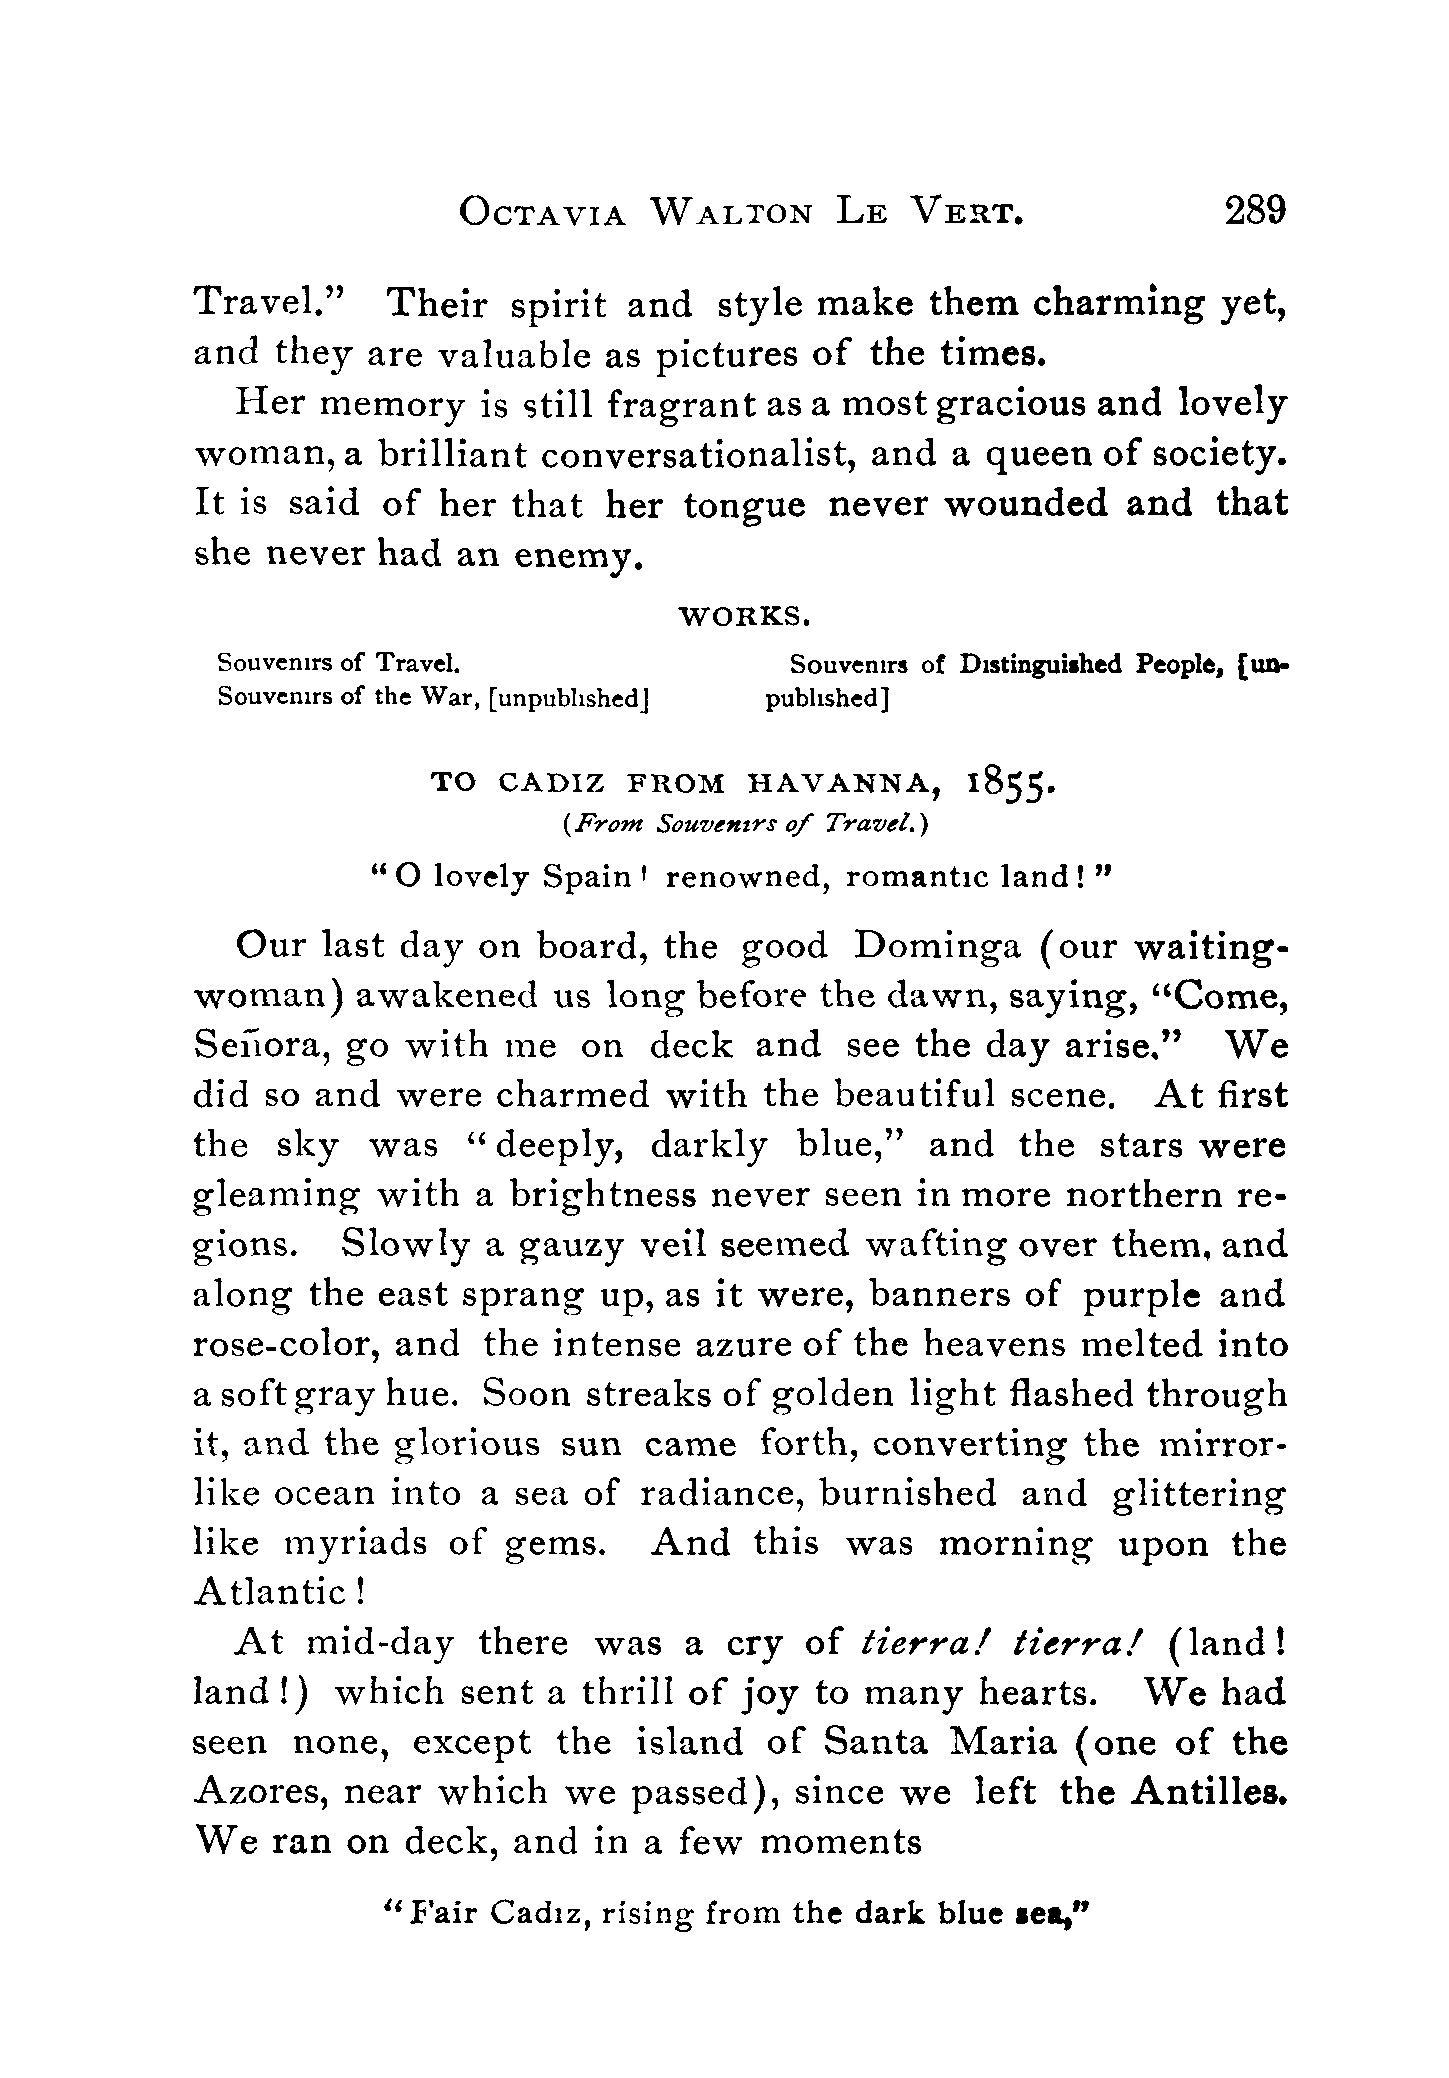 Octavia Walton Le Vert. 289
Travel." Their spirit and style make them charming yet,
and they are valuable as pictures of the times.
Her memory is still fragrant as a most gracious and lovely
woman, a brilliant conversationalist, and a queen of society.
It is said of her that her tongue never wounded and that
she never had an enemy.
WORKS.
Souvenirs of Travel.
Souvenirs of the War, [unpublished]
Souvenirs of Distinguished People, [un-
published]
TO CADIZ FROM HAVANNA, 1855.
(From Souvenirs of Travel.)
"O lovely Spain! renowned, romantic land!"
Our last day on board, the good Dominga (our waiting-
woman) awakened us long before the dawn, saying, "Come,
Señora, go with me on deck and see the day arise." We
did so and were charmed with the beautiful scene. At first
the sky was "deeply, darkly blue," and the stars were
gleaming with a brightness never seen in more northern re-
gions. Slowly a gauzy veil seemed wafting over them, and
along the east sprang up, as it were, banners of purple and
rose-color, and the intense azure of the heavens melted into
a soft gray hue. Soon streaks of golden light flashed through
it, and the glorious sun came forth, converting the mirror-
like ocean into a sea of radiance, burnished and glittering
like myriads of gems. And this was morning upon the
Atlantic!
At mid-day there was a cry of tierra! tierra! (land!
land!) which sent a thrill of joy to many hearts. We had
seen none, except the island of Santa Maria (one of the
Azores, near which we passed), since we left the Antilles.
We ran on deck, and in a few moments
"Fair Cadiz, rising from the dark blue sea,"